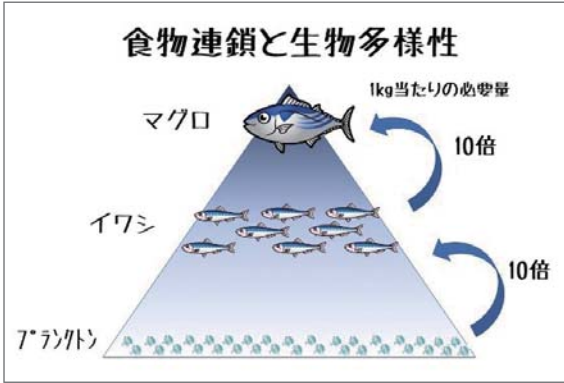 食物連鎖と生物多様性
1kg当たりの必要量
マグロ
10倍
イワシ
10倍
プランクトン